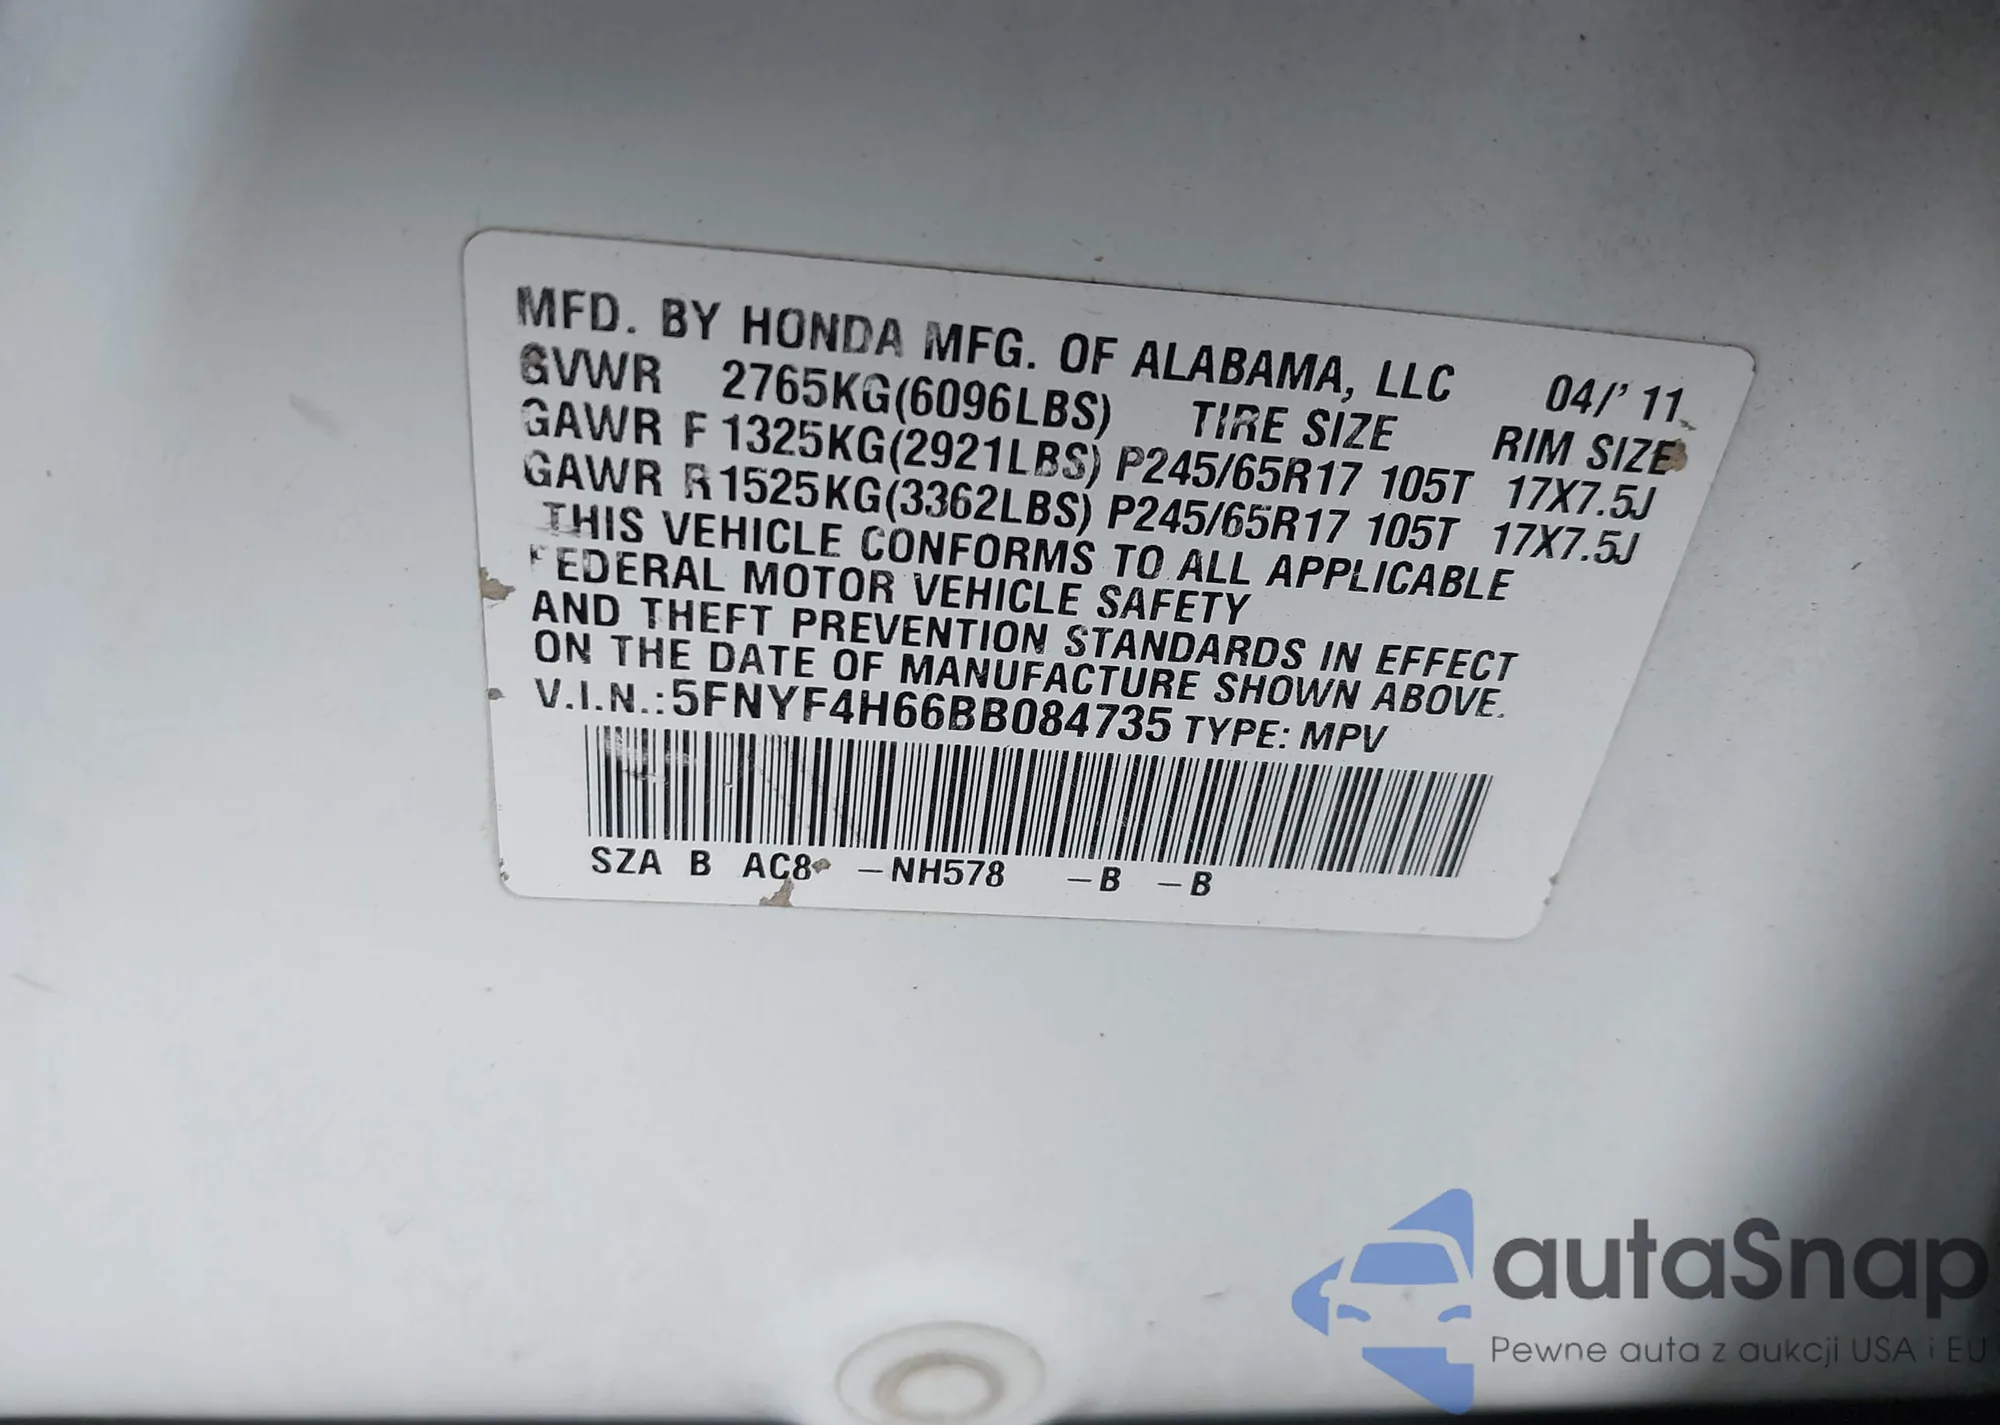 MFD. BY HONDA MFG. OF ALABAMA, LLC 04/' 11
GVWR 2765KG(6096LBS) TIRE SIZE RIM SIZE
GAWR F 1325KG(2921LBS) P245/65R17 105T 17X7.5J
GAWR R 1525KG(3362LBS) P245/65R17 105T 17X7.5J
THIS VEHICLE CONFORMS TO ALL APPLICABLE
FEDERAL MOTOR VEHICLE SAFETY
AND THEFT PREVENTION STANDARDS IN EFFECT
ON THE DATE OF MANUFACTURE SHOWN ABOVE.
V.I.N.:5FNYF4H66BB084735 TYPE: MPV
SZA B AC8 –NH578 –B –B
autaSnap
Pewne auta z aukcji USA i EU